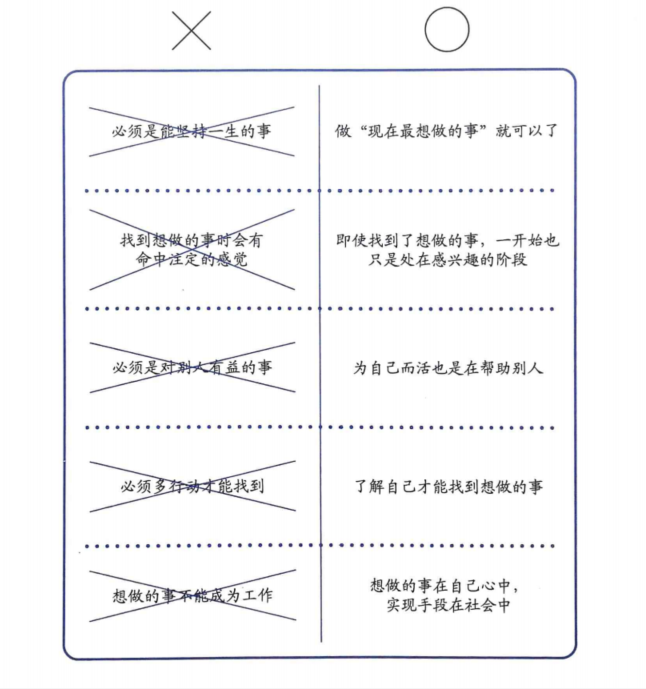 必须是能坚持一生的事
做“现在最想做的事”就可以了
找到想做的事时会有
命中注定的感觉
即使找到了想做的事，一开始也
只是处在感兴趣的阶段
必须是对别人有益的事
为自己而活也是在帮助别人
必须多行动才能找到
了解自己才能找到想做的事
想做的事不能成为工作
想做的事在自己心中，
实现手段在社会中